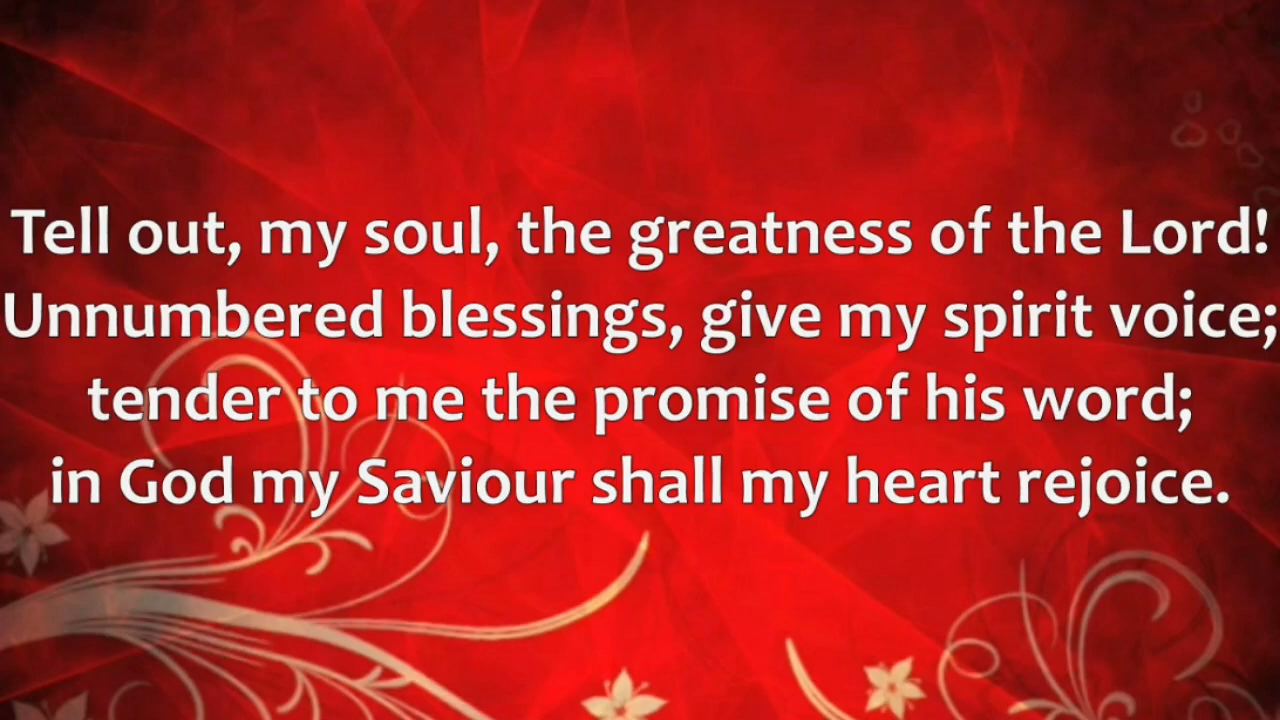 Tell out, my soul, the greatness of the Lord!
Unnumbered blessings, give my spirit voice;
tender to me the promise of his word;
in God my Saviour shall my heart rejoice.